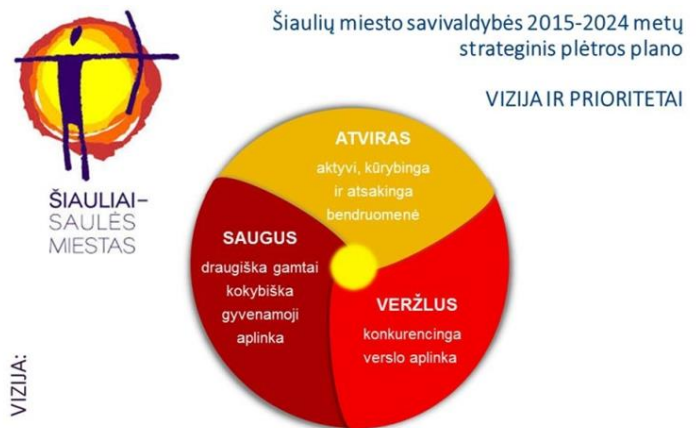 Šiaulių miesto savivaldybės 2015-2024 metų
strateginis plėtros plano
VIZIJA IR PRIORITETAI
ŠIAULIAI–
SAULĖS
MIESTAS
ATVIRAS
aktyvi, kūrybinga
ir atsakinga
bendruomenė
SAUGUS
draugiška gamtai
kokybiška
gyvenamoji
aplinka
VERŽLUS
konkurencinga
verslo aplinka
VIZIJA: